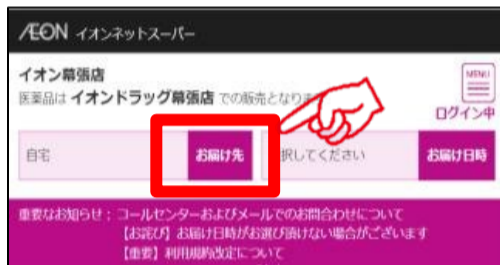 ÆON イオンネットスーパー
イオン幕張店
医薬品は イオンドラッグ幕張店 での販売となります
MENU
ログイン中
自宅 お届け先 択してください お届け日時
重要なお知らせ： コールセンターおよびメールでのお問合わせについて
【お詫び】お届け日時がお選び頂けない場合がございます
【重要】利用規約改定について